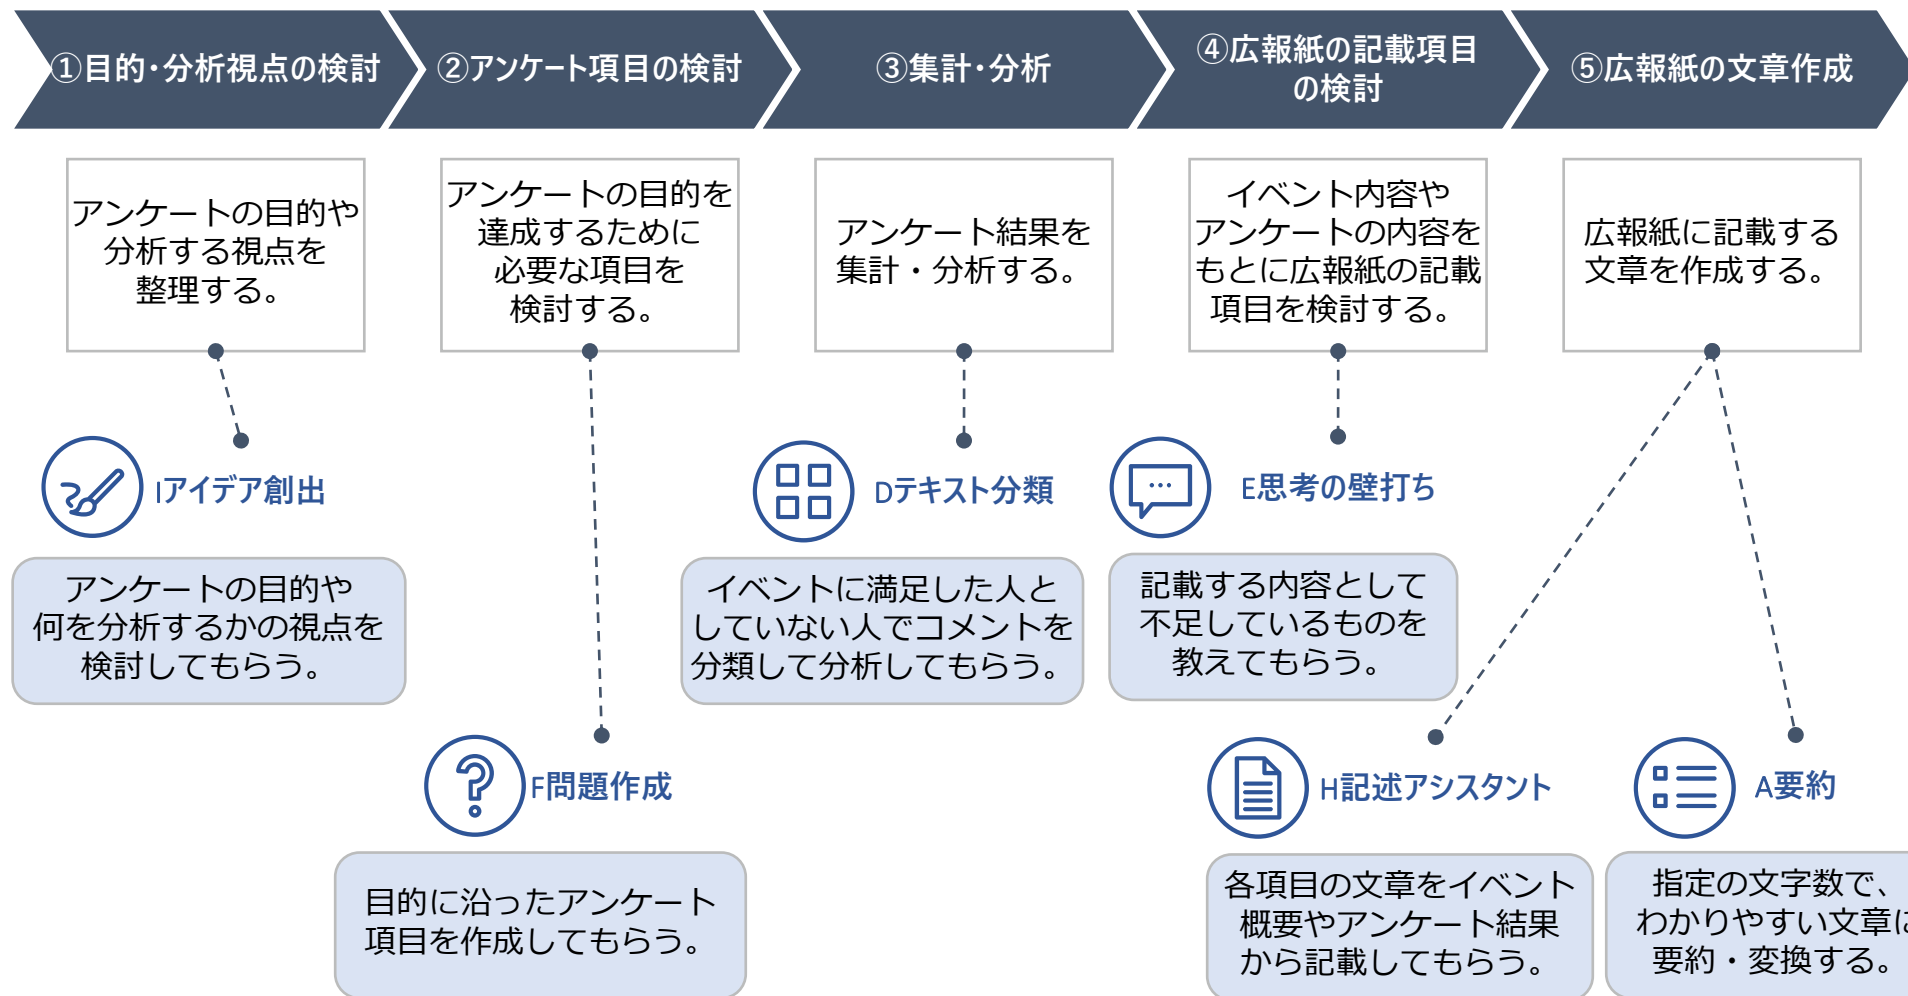 ①目的・分析視点の検討
②アンケート項目の検討
③集計・分析
④広報紙の記載項目
の検討
⑤広報紙の文章作成
アンケートの目的や
分析する視点を
整理する。
アンケートの目的を
達成するために
必要な項目を
検討する。
アンケート結果を
集計・分析する。
イベント内容や
アンケートの内容を
もとに広報紙の記載
項目を検討する。
広報紙に記載する
文章を作成する。
Iアイデア創出
アンケートの目的や
何を分析するかの視点を
検討してもらう。
F問題作成
目的に沿ったアンケート
項目を作成してもらう。
Dテキスト分類
イベントに満足した人と
していない人でコメントを
分類して分析してもらう。
E思考の壁打ち
記載する内容として
不足しているものを
教えてもらう。
H記述アシスタント
各項目の文章をイベント
概要やアンケート結果
から記載してもらう。
A要約
指定の文字数で、
わかりやすい文章に
要約・変換する。